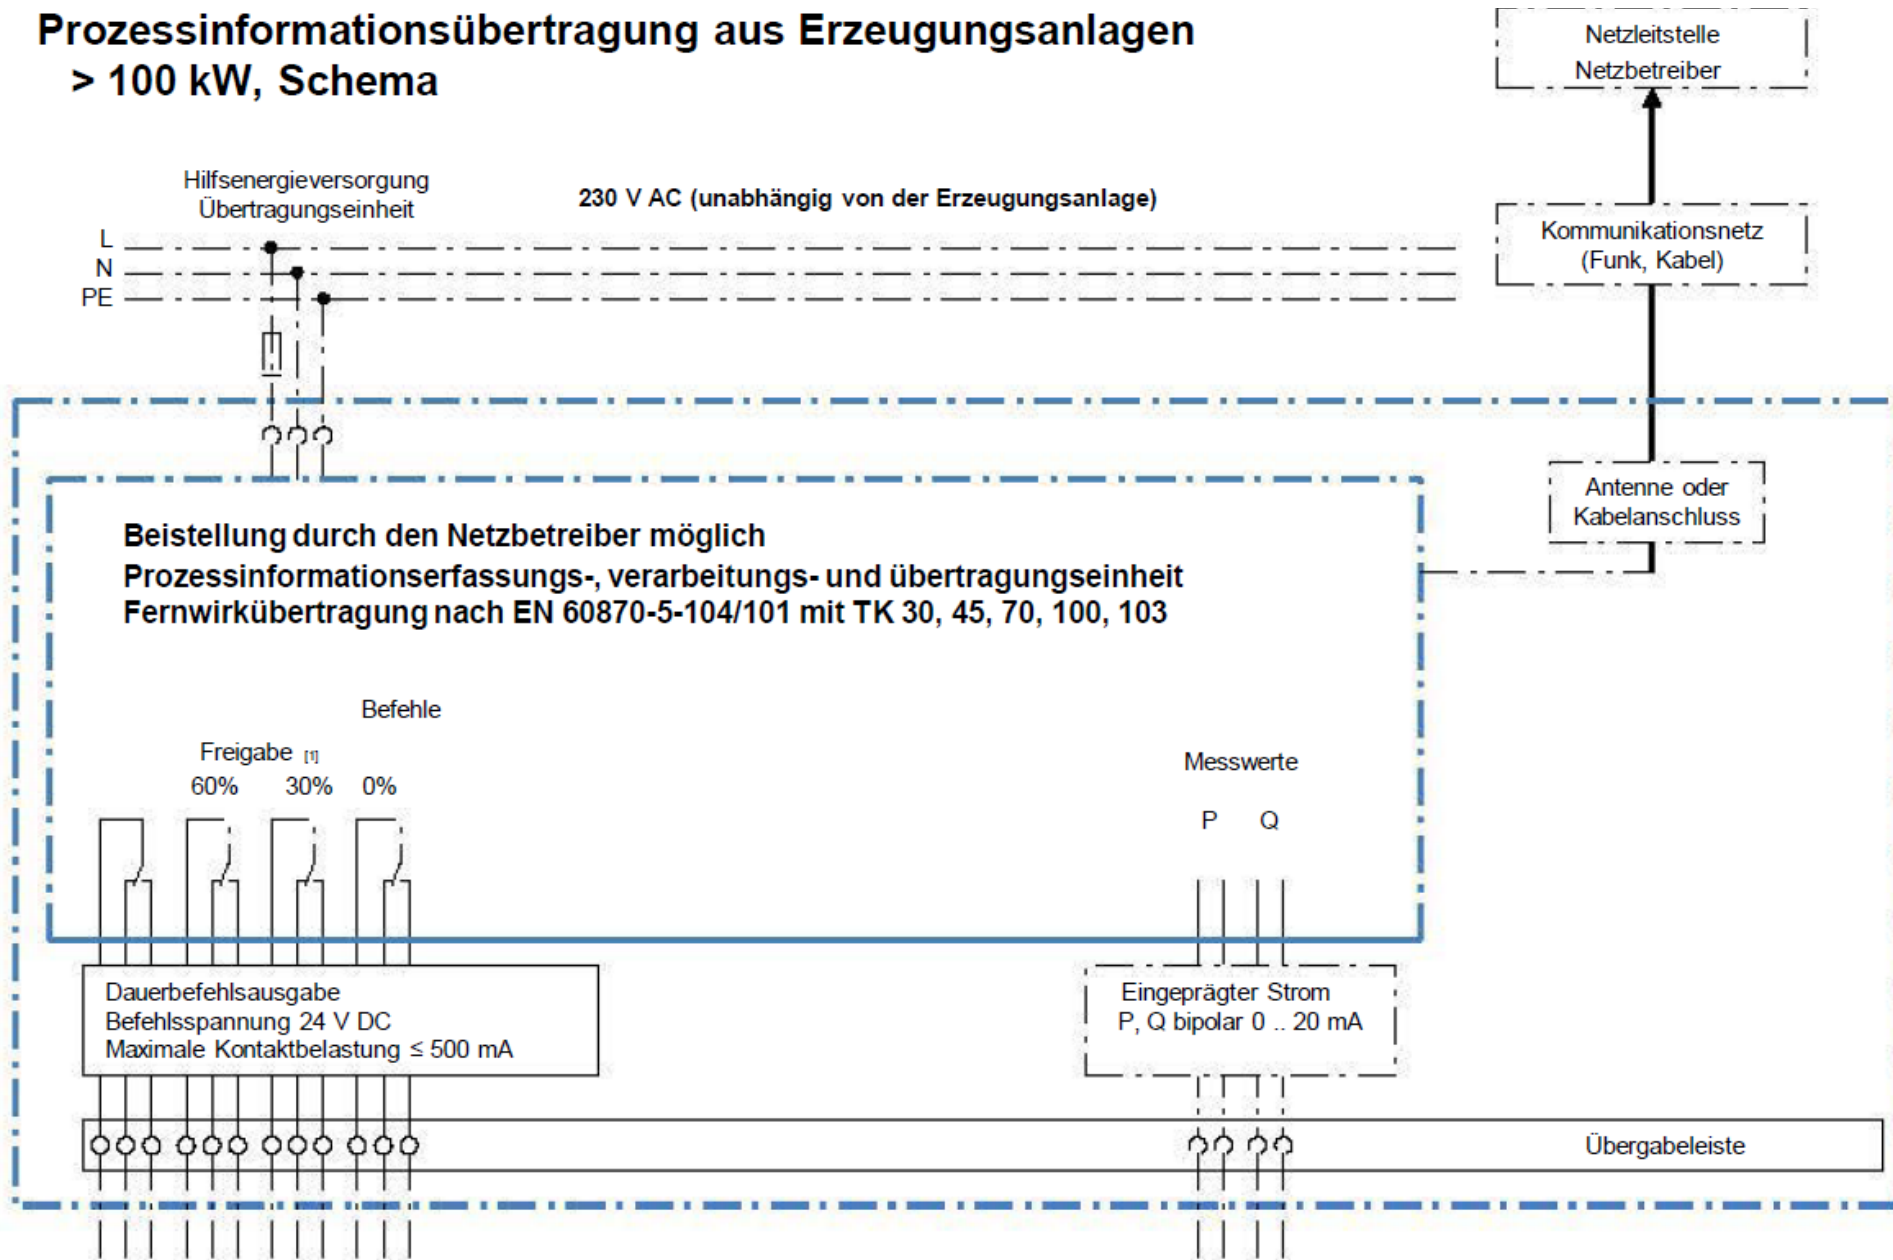 Prozessinformationsübertragung aus Erzeugungsanlagen
> 100 kW, Schema
Netzleitstelle
Netzbetreiber
Hilfsenergieversorgung
Übertragungseinheit
230 V AC (unabhängig von der Erzeugungsanlage)
L
N
PE
Kommunikationsnetz
(Funk, Kabel)
Antenne oder
Kabelanschluss
Beistellung durch den Netzbetreiber möglich
Prozessinformationserfassungs-, verarbeitungs- und übertragungseinheit
Fernwirkübertragung nach EN 60870-5-104/101 mit TK 30, 45, 70, 100, 103
Befehle
Freigabe [1]
60% 30% 0%
Messwerte
P Q
Dauerbefehlsausgabe
Befehlsspannung 24 V DC
Maximale Kontaktbelastung ≤ 500 mA
Eingeprägter Strom
P, Q bipolar 0 .. 20 mA
Übergabeleiste